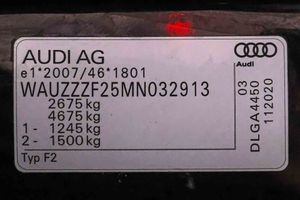 AUDI AG
e1*2007/46*1801
WAUZZZF25MN032913
2675 kg
4675 kg
1- 1245 kg
2- 1500 kg
Typ F2
Audi
03
DLGA4450
112020